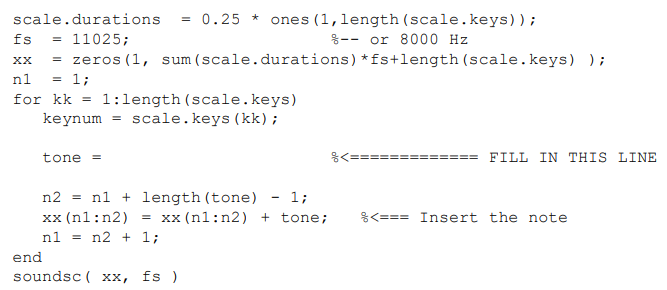 scale.durations  = 0.25 * ones(1,length(scale.keys));
fs  = 11025;                    %-- or 8000 Hz
xx  = zeros(1, sum(scale.durations)*fs+length(scale.keys) );
n1  = 1;
for kk = 1:length(scale.keys)
   keynum = scale.keys(kk);
   tone =                       %<============= FILL IN THIS LINE
   n2 = n1 + length(tone) - 1;
   xx(n1:n2) = xx(n1:n2) + tone;   %<=== Insert the note
   n1 = n2 + 1;
end
soundsc( xx, fs )